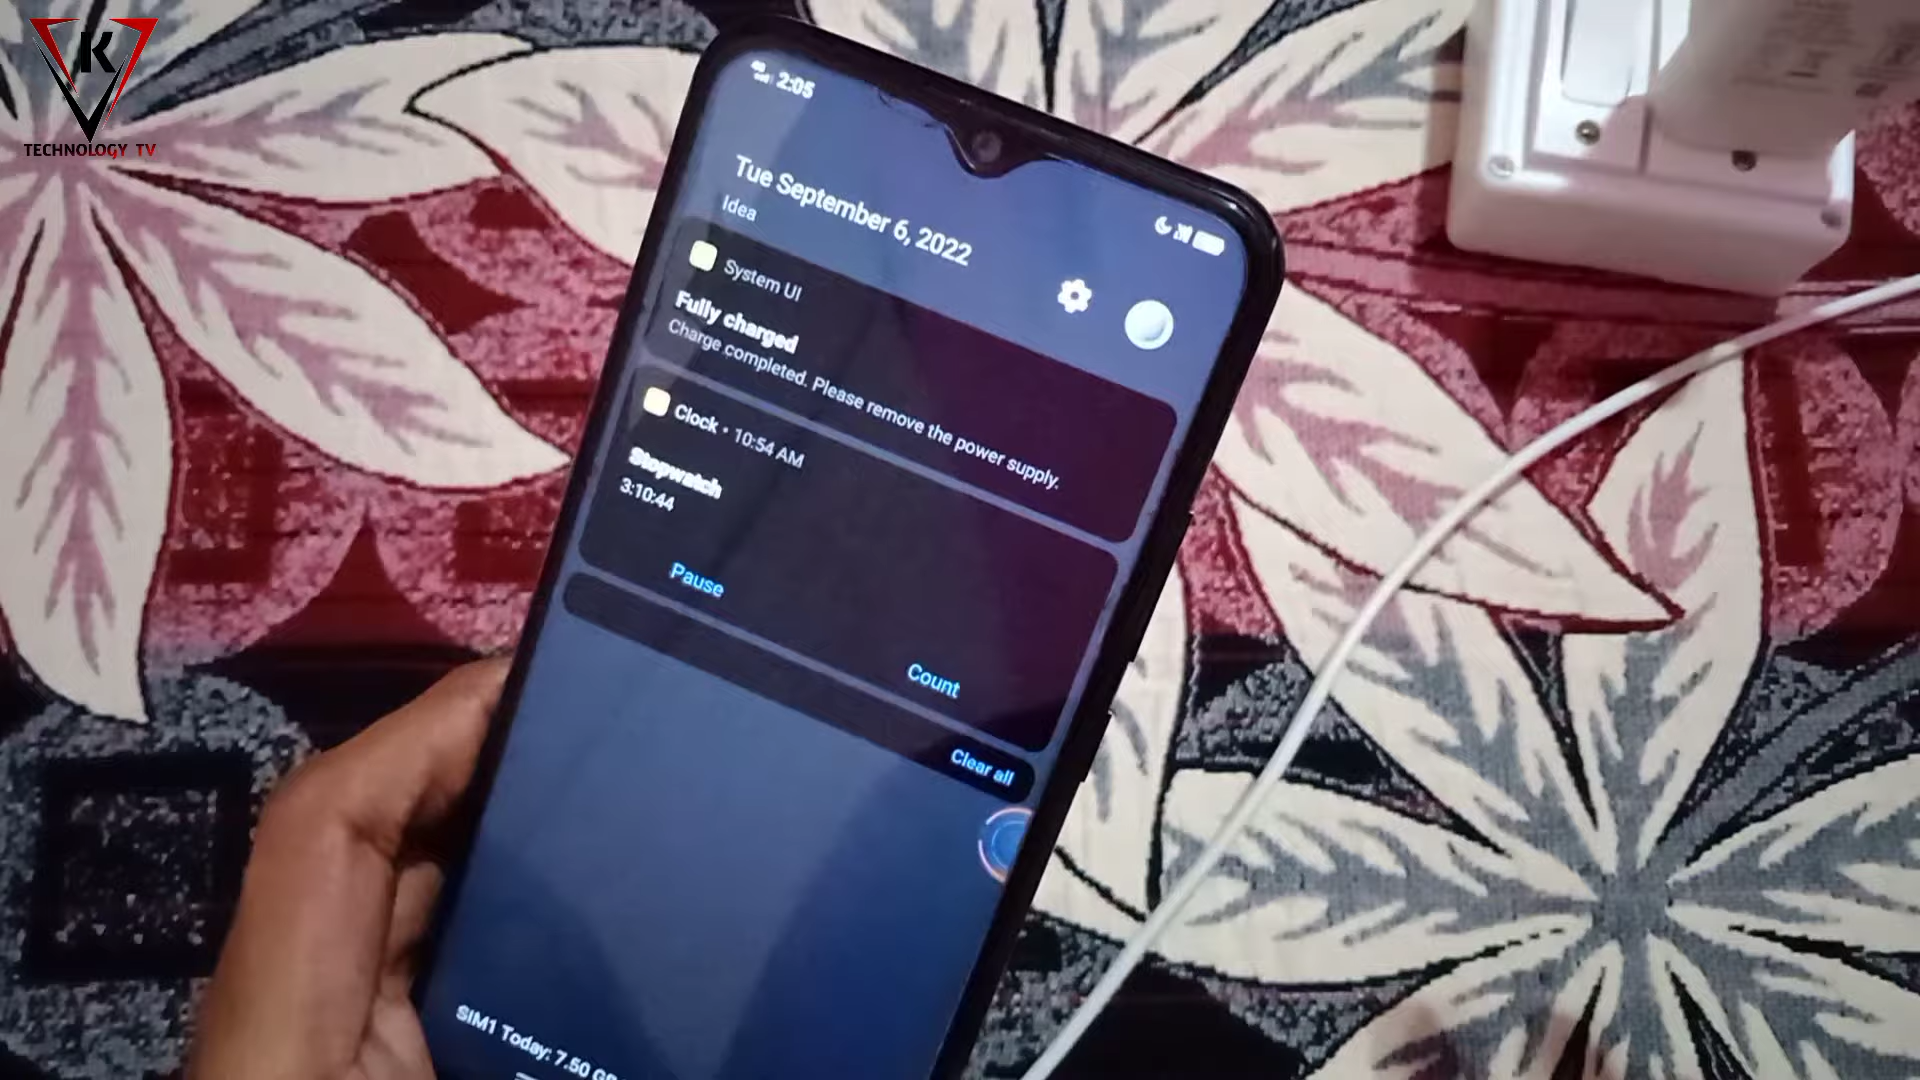 K
TECHNOLOGY TV
2:05
Tue September 6, 2022
Idea
System UI
Fully charged
Charge completed. Please remove the power supply.
Clock • 10:54 AM
Stopwatch
3:10:44
Pause
Count
Clear all
SIM1 Today: 7.50 GB